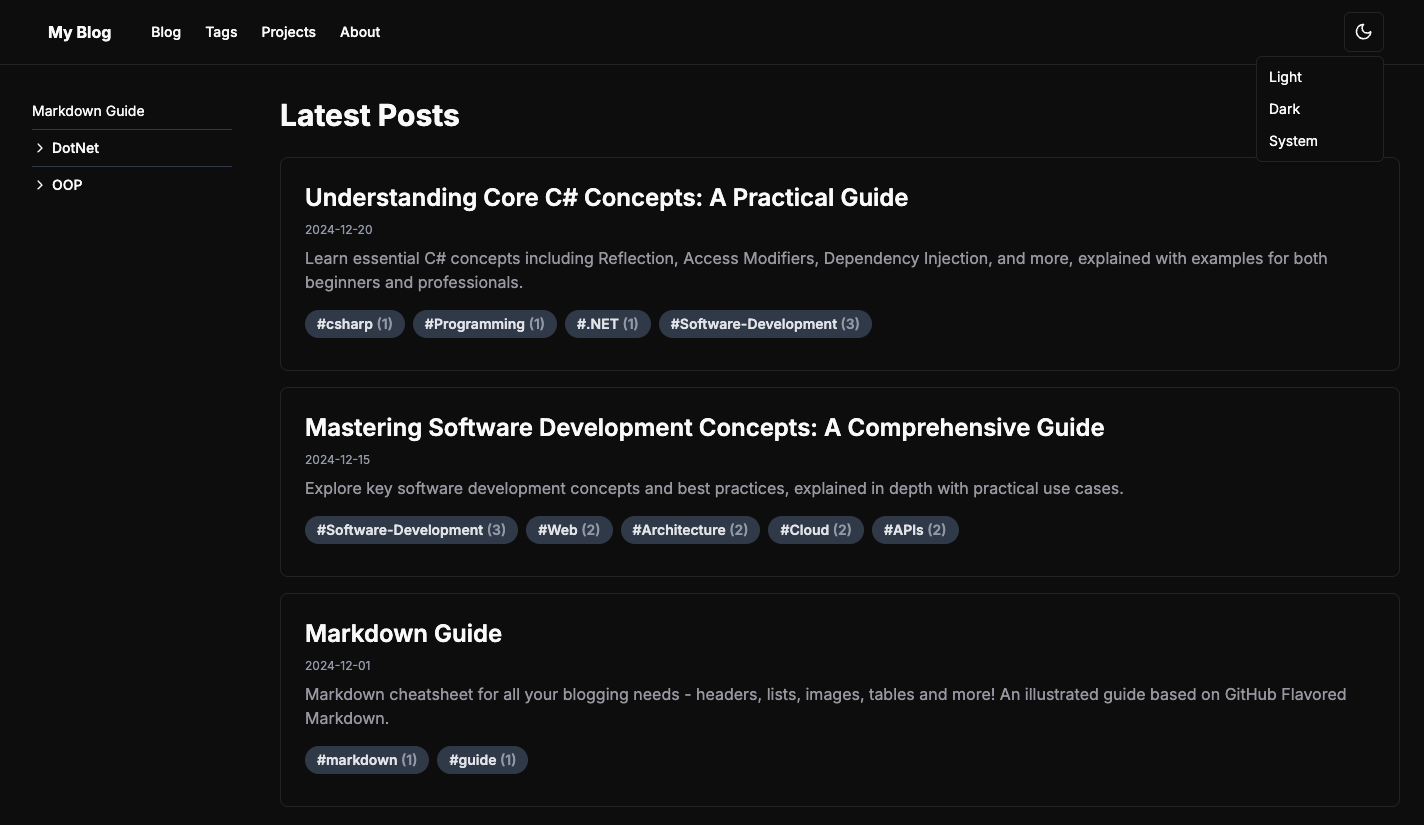 My Blog Blog Tags Projects About
Light
Dark
System
Markdown Guide
DotNet
OOP
Latest Posts
Understanding Core C# Concepts: A Practical Guide
2024-12-20
Learn essential C# concepts including Reflection, Access Modifiers, Dependency Injection, and more, explained with examples for both
beginners and professionals.
#csharp (1) #Programming (1) #.NET (1) #Software-Development (3)
Mastering Software Development Concepts: A Comprehensive Guide
2024-12-15
Explore key software development concepts and best practices, explained in depth with practical use cases.
#Software-Development (3) #Web (2) #Architecture (2) #Cloud (2) #APIs (2)
Markdown Guide
2024-12-01
Markdown cheatsheet for all your blogging needs - headers, lists, images, tables and more! An illustrated guide based on GitHub Flavored
Markdown.
#markdown (1) #guide (1)